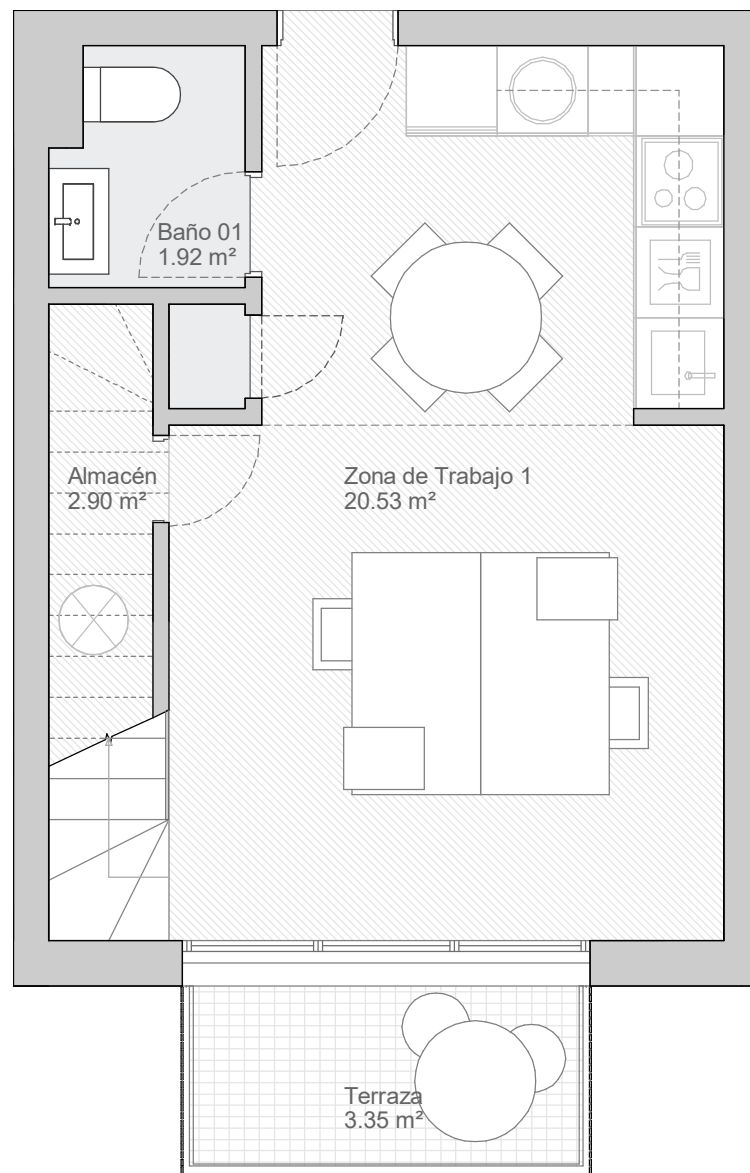 Baño 01
1.92 m²
Almacén
2.90 m²
Zona de Trabajo 1
20.53 m²
Terraza
3.35 m²